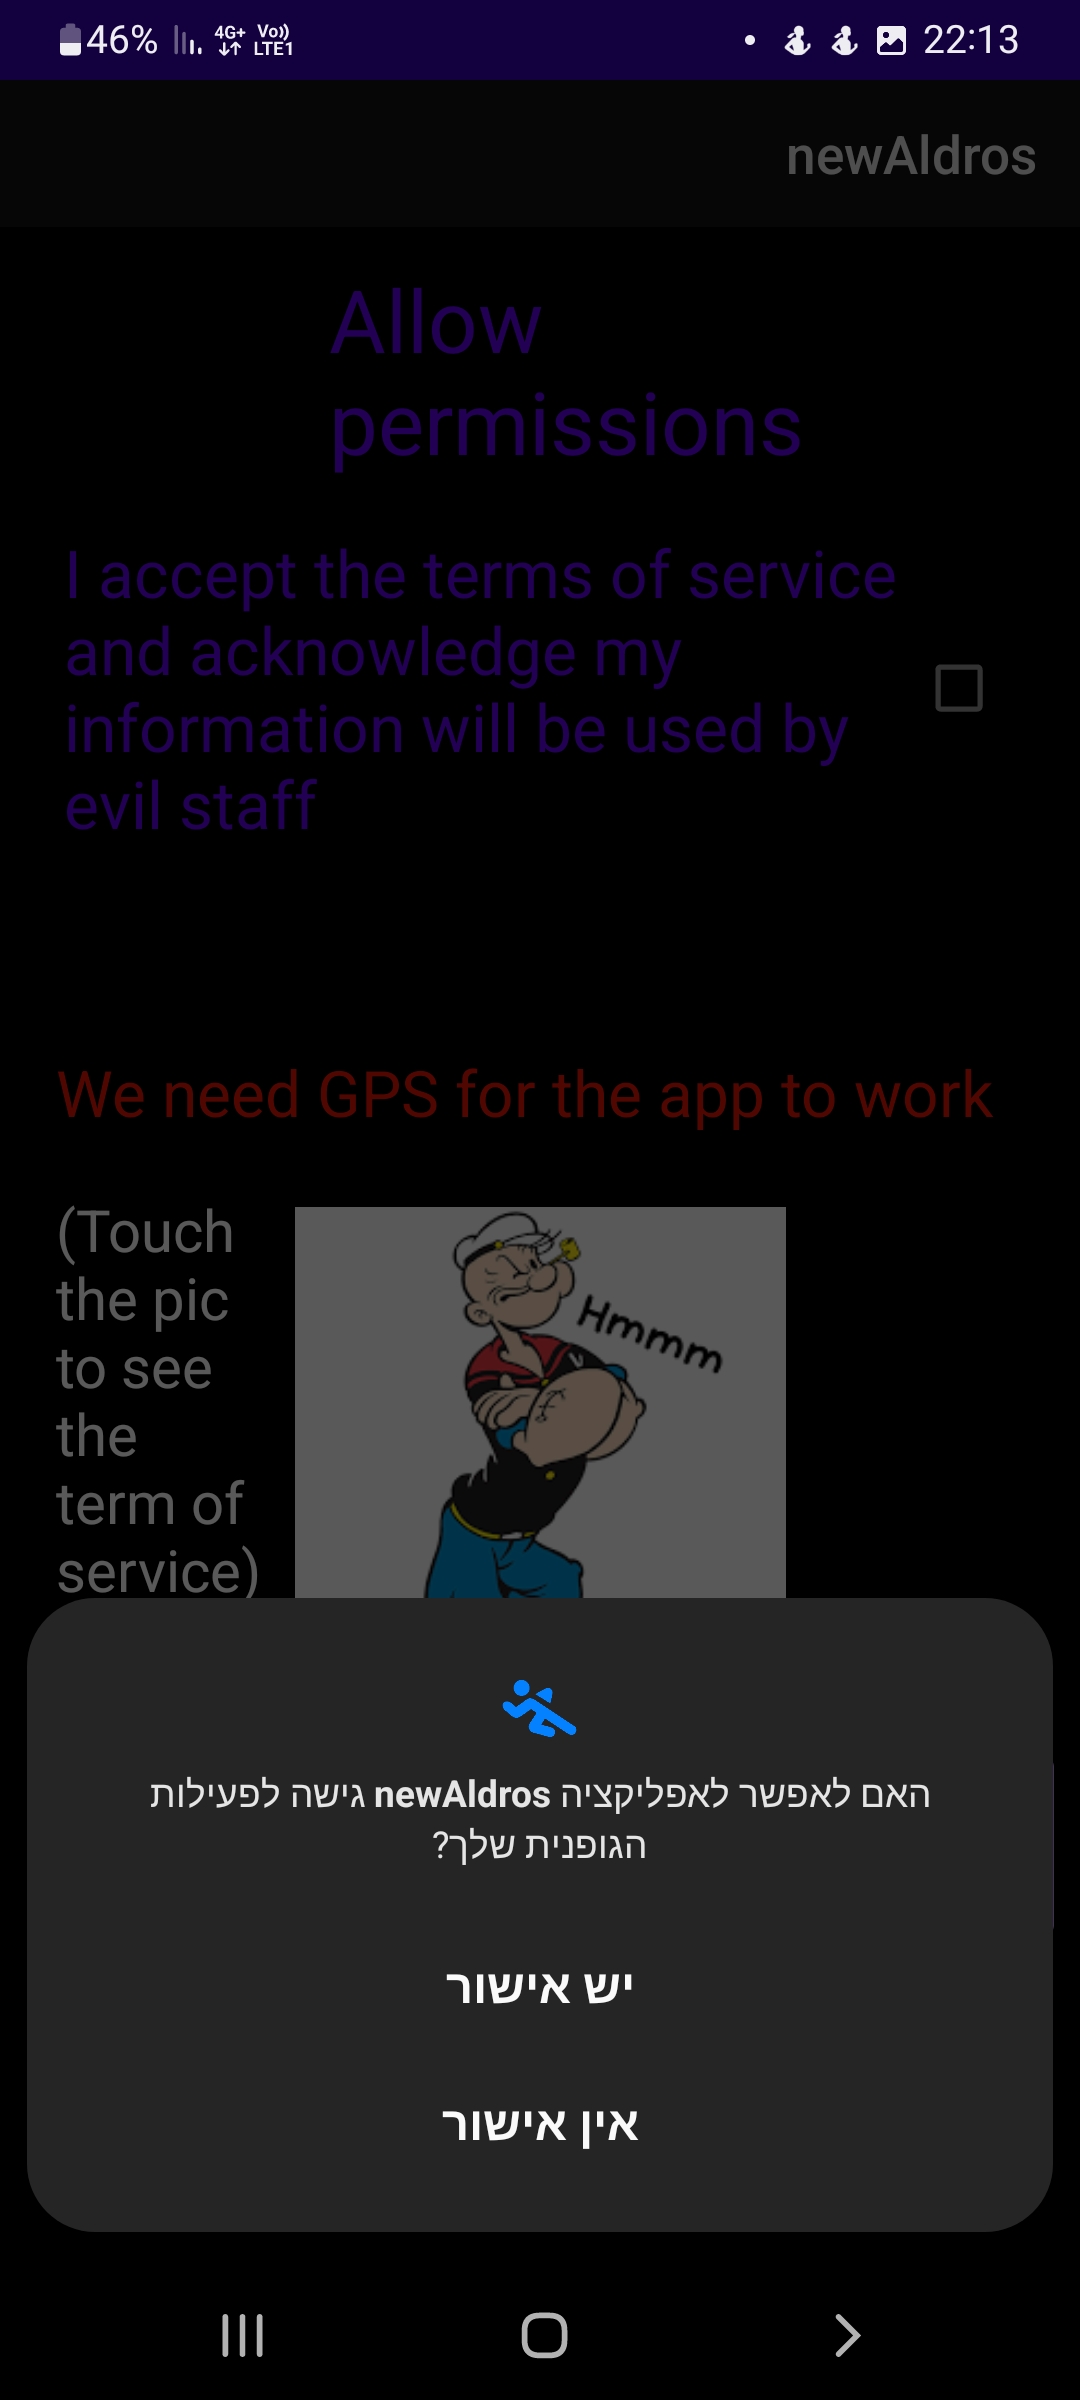 46%
4G+
Vo))
LTE1
22:13
newAldros
Allow
permissions
I accept the terms of service
and acknowledge my
information will be used by
evil staff
We need GPS for the app to work
(Touch
the pic
to see
the
term of
service)
Hmmm
האם לאפשר לאפליקציה newAldros גישה לפעילות
הגופנית שלך?
יש אישור
אין אישור